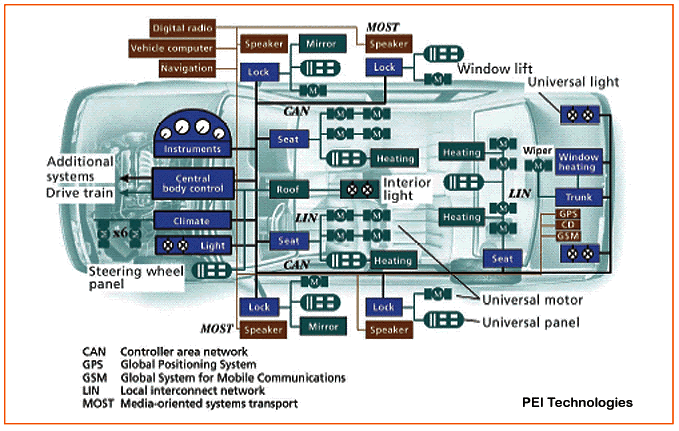 MOST
Digital radio
Vehicle computer
Navigation
Speaker
Mirror
Speaker
Lock
Lock
M
M
Window lift
Universal light
CAN
M
M
M
M
Instruments
Seat
Heating
Heating
M
M
M
M
Wiper
M
Window
heating
Additional
systems
Drive train
Central
body control
Roof
Interior
light
LIN
Trunk
Climate
LIN
M
M
M
M
Heating
M
M
M
M
GPS
CD
GSM
x6
Light
Seat
CAN
Heating
Seat
Steering wheel
panel
M
M
Lock
Lock
Universal motor
MOST
Speaker
Mirror
Speaker
Universal panel
CAN Controller area network
GPS Global Positioning System
GSM Global System for Mobile Communications
LIN Local interconnect network
MOST Media-oriented systems transport
PEI Technologies